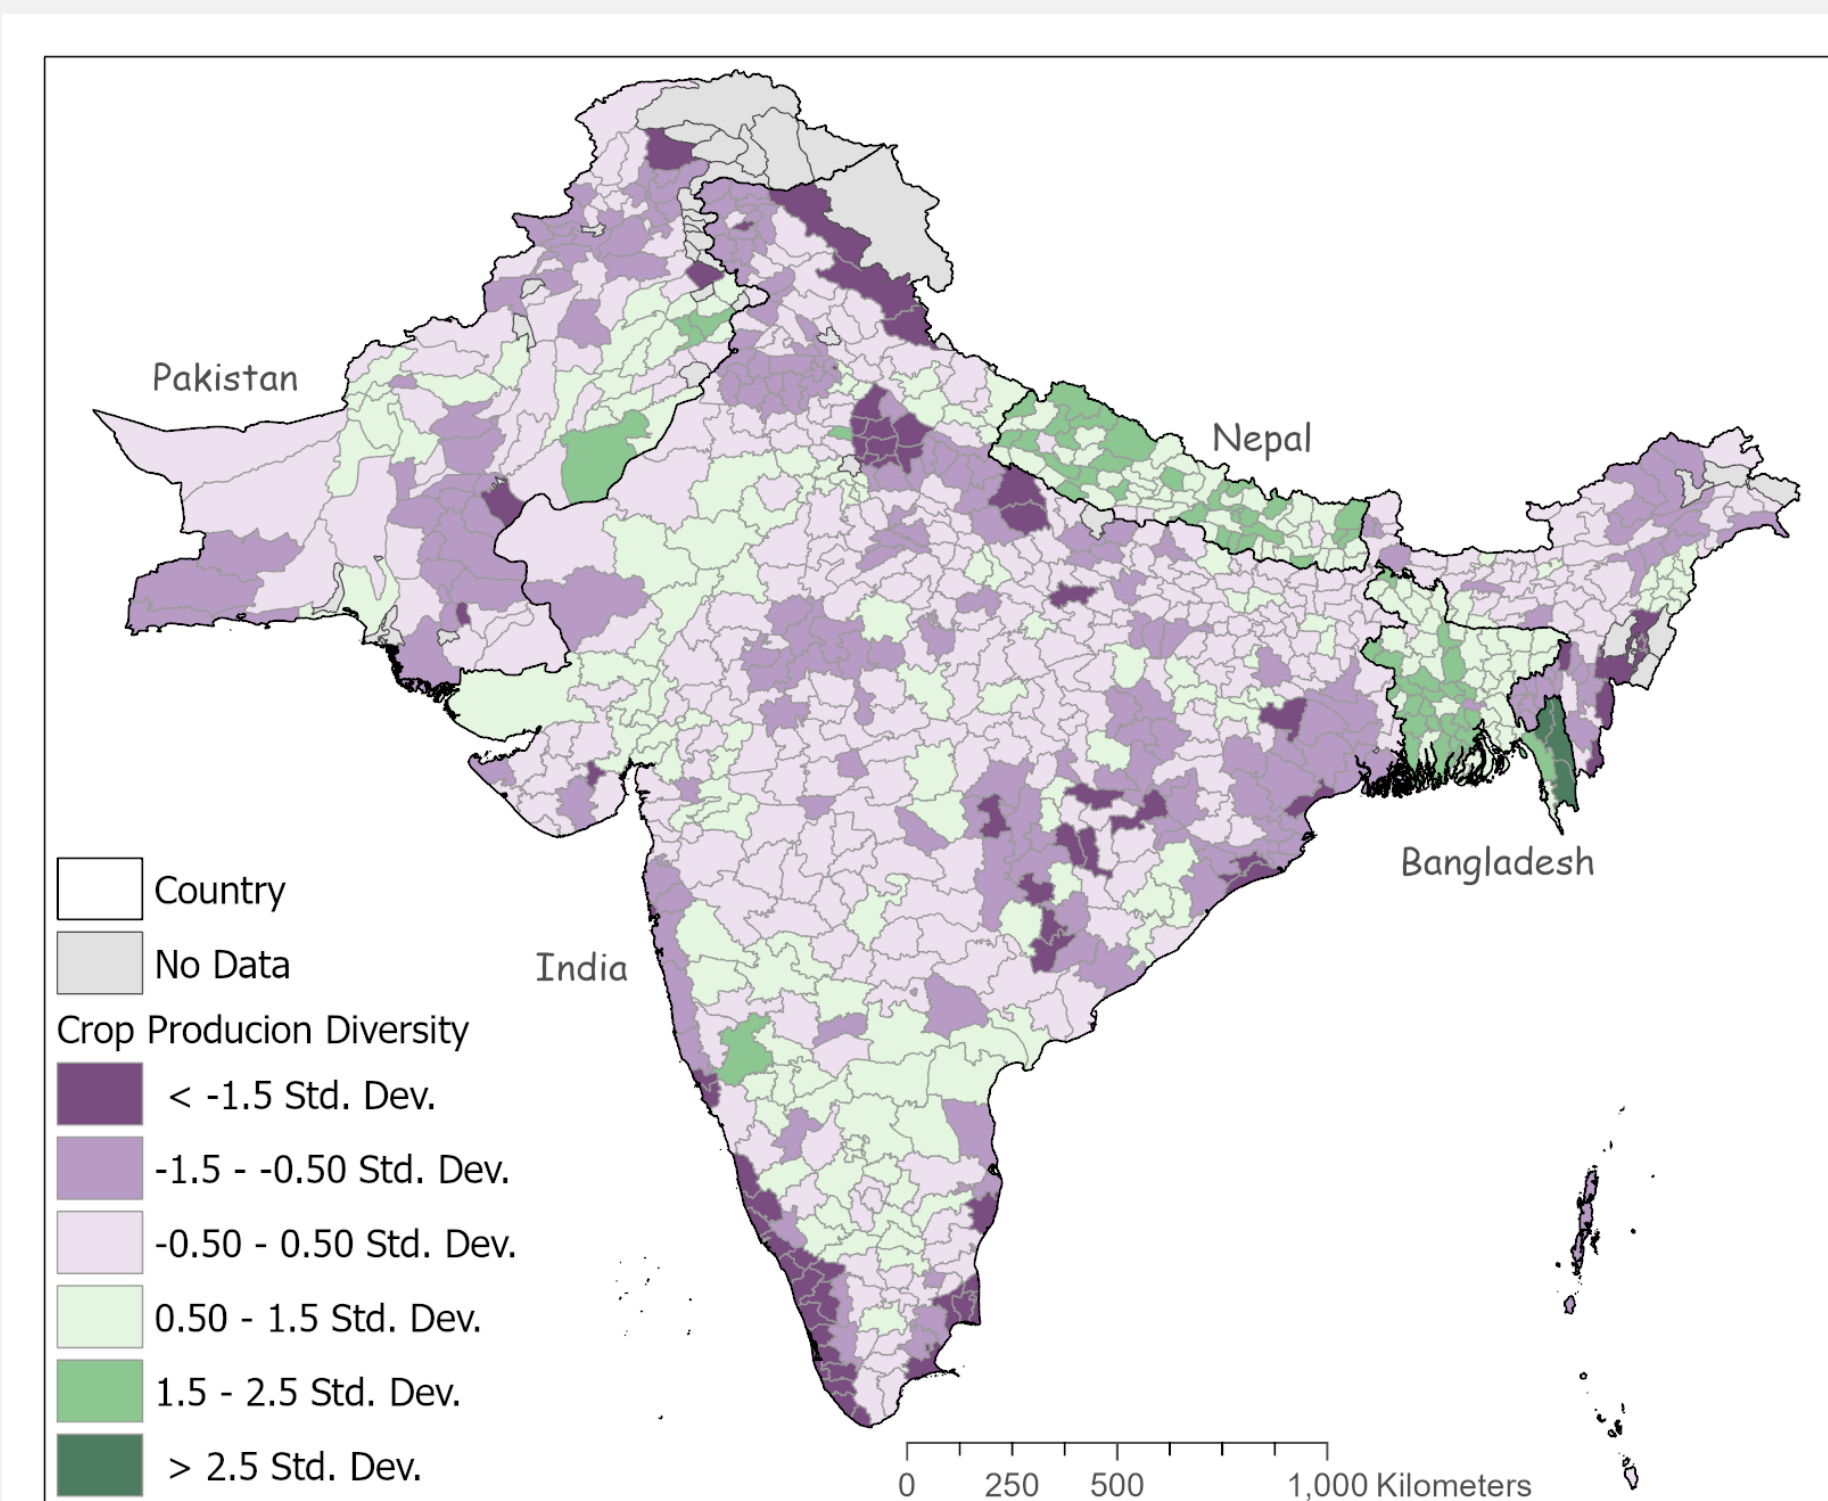 Pakistan
Nepal
Bangladesh
India
Country
No Data
Crop Producion Diversity
< -1.5 Std. Dev.
-1.5 - -0.50 Std. Dev.
-0.50 - 0.50 Std. Dev.
0.50 - 1.5 Std. Dev.
1.5 - 2.5 Std. Dev.
> 2.5 Std. Dev.
0 250 500 1,000 Kilometers